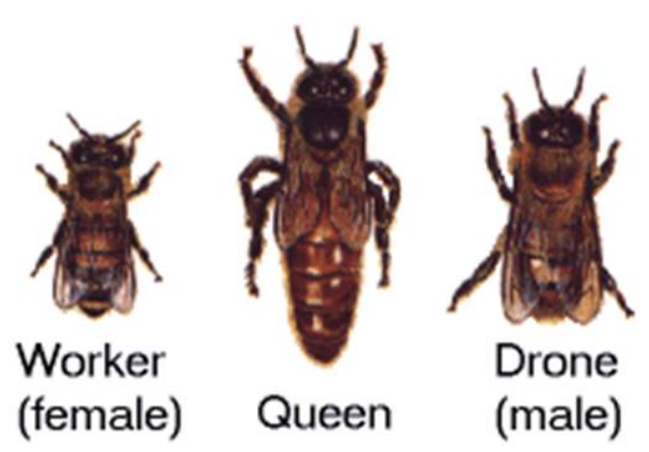 Worker
(female)
Queen
Drone
(male)